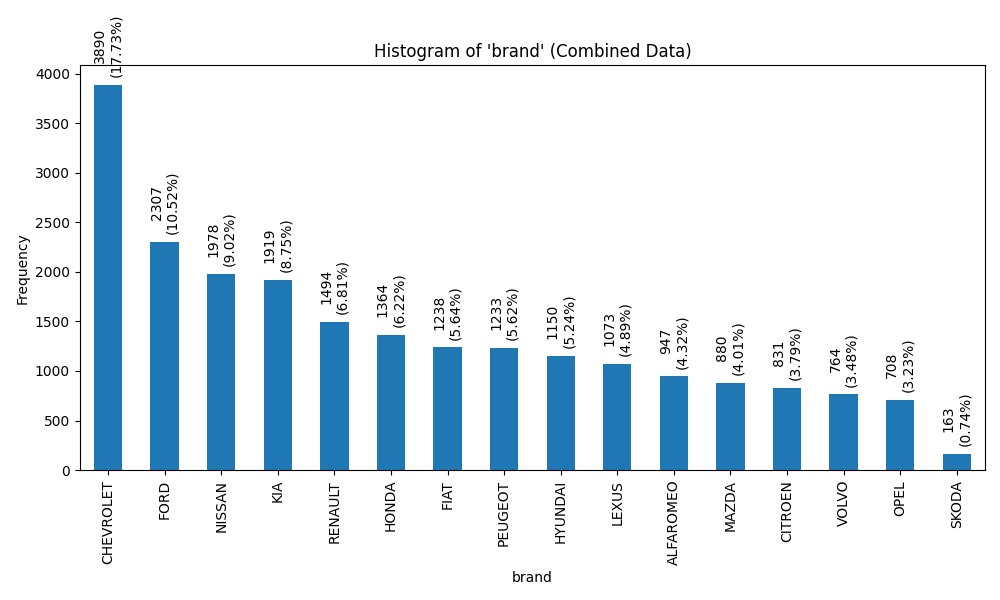 Histogram of 'brand' (Combined Data)
Frequency
4000
3500
3000
2500
2000
1500
1000
500
0
3890
(17.73%)
2307
(10.52%)
1978
(9.02%)
1919
(8.75%)
1494
(6.81%)
1364
(6.22%)
1238
(5.64%)
1233
(5.62%)
1150
(5.24%)
1073
(4.89%)
947
(4.32%)
880
(4.01%)
831
(3.79%)
764
(3.48%)
708
(3.23%)
163
(0.74%)
CHEVROLET
FORD
NISSAN
KIA
RENAULT
HONDA
FIAT
PEUGEOT
HYUNDAI
LEXUS
ALFAROMEO
MAZDA
CITROEN
VOLVO
OPEL
SKODA
brand